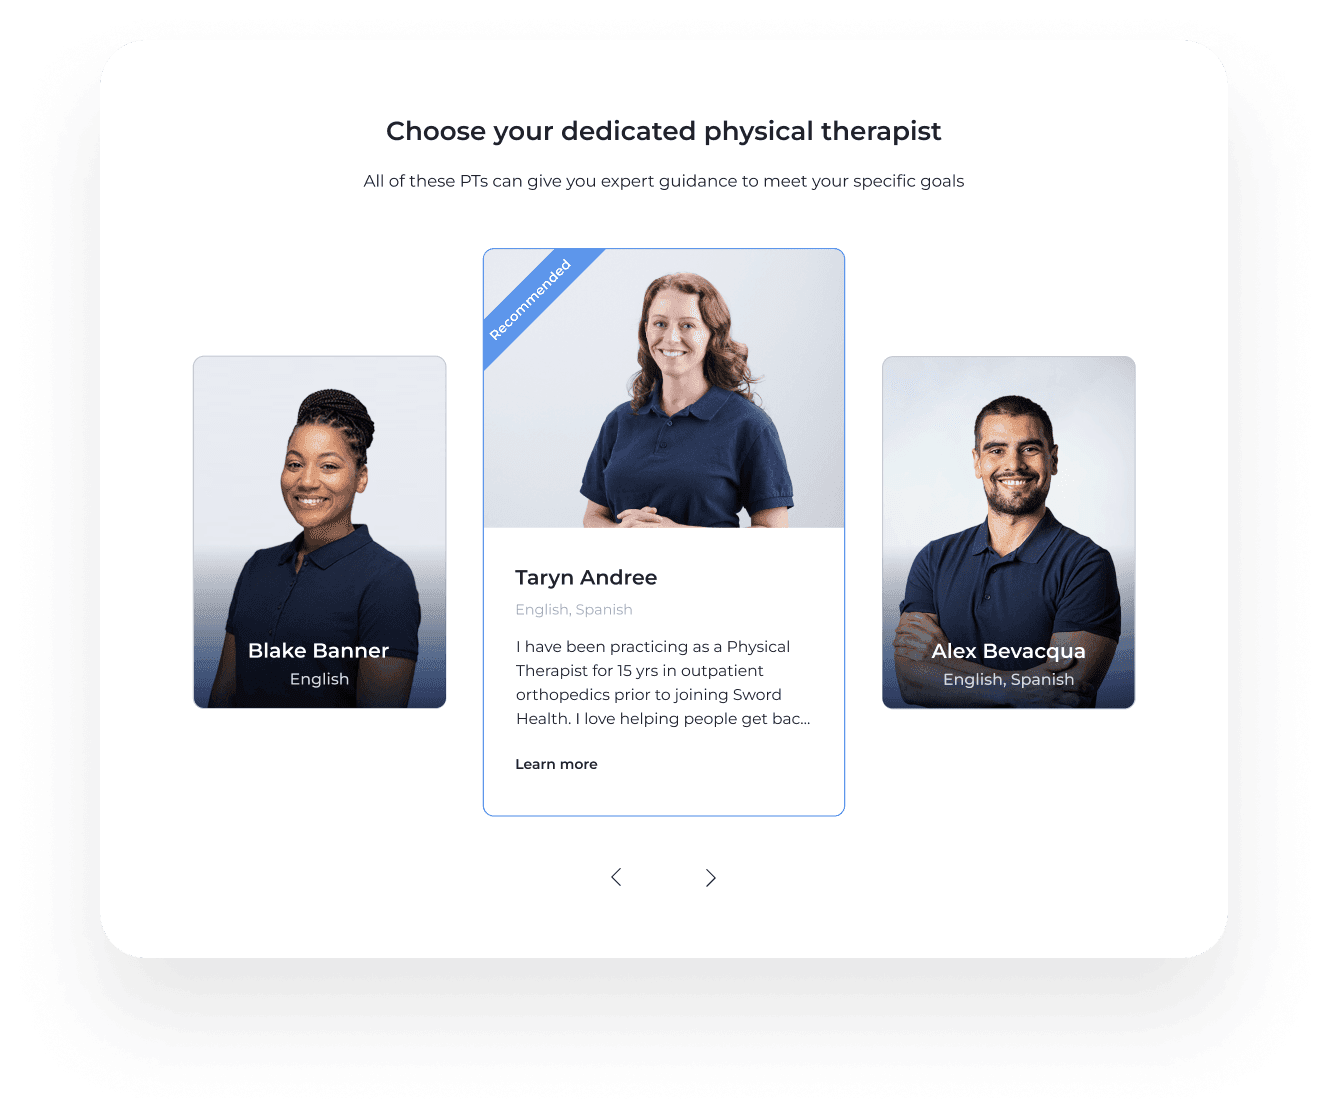 Choose your dedicated physical therapist
All of these PTs can give you expert guidance to meet your specific goals
Recommended
Blake Banner
English
Taryn Andree
English, Spanish
I have been practicing as a Physical
Therapist for 15 yrs in outpatient
orthopedics prior to joining Sword
Health. I love helping people get bac...
Learn more
Alex Bevacqua
English, Spanish